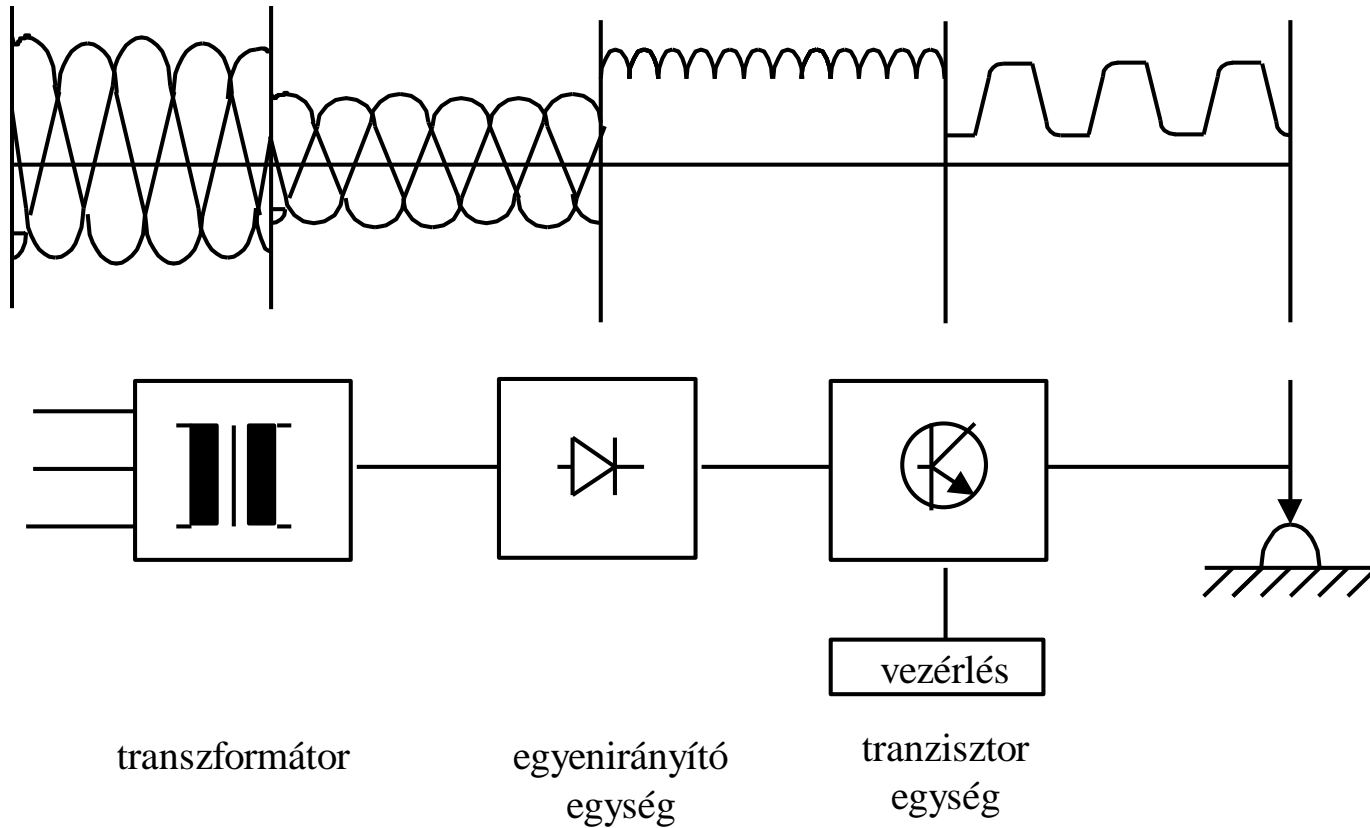 vezérlés
transzformátor
egyenirányító
egység
tranzisztor
egység